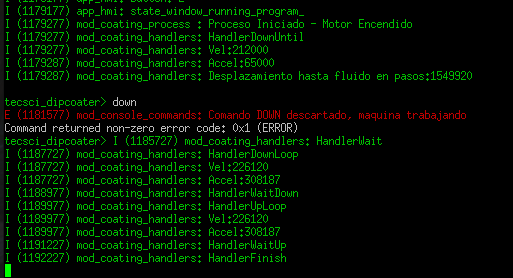 I (1179177) app_hmi: state_window_running_program_
I (1179277) mod_coating_process : Proceso Iniciado - Motor Encendido
I (1179277) mod_coating_handlers: HandlerDownUntil
I (1179277) mod_coating_handlers: Vel:212000
I (1179287) mod_coating_handlers: Accel:65000
I (1179287) mod_coating_handlers: Desplazamiento hasta fluido en pasos:1549920
tecsci_dipcoater> down
E (1181577) mod_console_commands: Comando DOWN descartado, maquina trabajando
Command returned non-zero error code: 0x1 (ERROR)
tecsci_dipcoater> I (1185727) mod_coating_handlers: HandlerWait
I (1187727) mod_coating_handlers: HandlerDownLoop
I (1187727) mod_coating_handlers: Vel:226120
I (1187727) mod_coating_handlers: Accel:308187
I (1188977) mod_coating_handlers: HandlerWaitDown
I (1189977) mod_coating_handlers: HandlerUpLoop
I (1189977) mod_coating_handlers: Vel:226120
I (1189977) mod_coating_handlers: Accel:308187
I (1191227) mod_coating_handlers: HandlerWaitUp
I (1192227) mod_coating_handlers: HandlerFinish